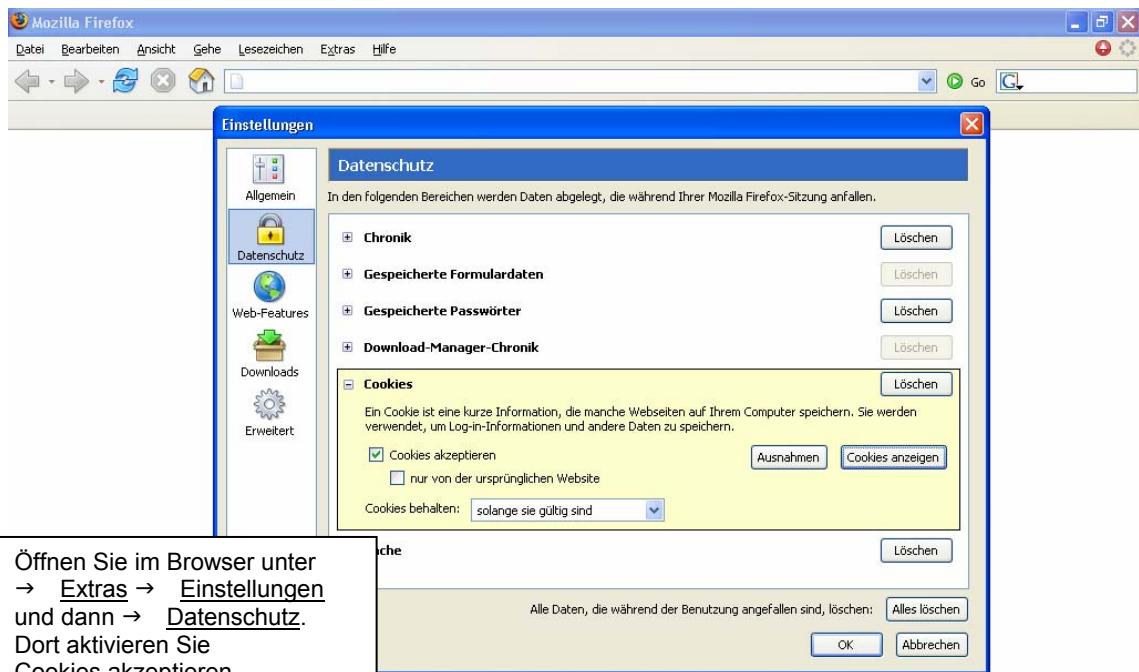 Mozilla Firefox
Datei Bearbeiten Ansicht Gehe Lesezeichen Extras Hilfe
Go G
Einstellungen
Datenschutz
Allgemein
In den folgenden Bereichen werden Daten abgelegt, die während Ihrer Mozilla Firefox-Sitzung anfallen.
Datenschutz
Chronik Löschen
Gespeicherte Formulardaten Löschen
Web-Features
Gespeicherte Passwörter Löschen
Download-Manager-Chronik Löschen
Downloads
Cookies Löschen
Ein Cookie ist eine kurze Information, die manche Webseiten auf Ihrem Computer speichern. Sie werden
verwendet, um Log-in-Informationen und andere Daten zu speichern.
Erweitert
Cookies akzeptieren Ausnahmen Cookies anzeigen
nur von der ursprünglichen Website
Cookies behalten: solange sie gültig sind
Löschen
Alle Daten, die während der Benutzung angefallen sind, löschen: Alles löschen
OK Abbrechen
Öffnen Sie im Browser unter
→ Extras → Einstellungen
und dann → Datenschutz.
Dort aktivieren Sie
Cookies akzeptieren